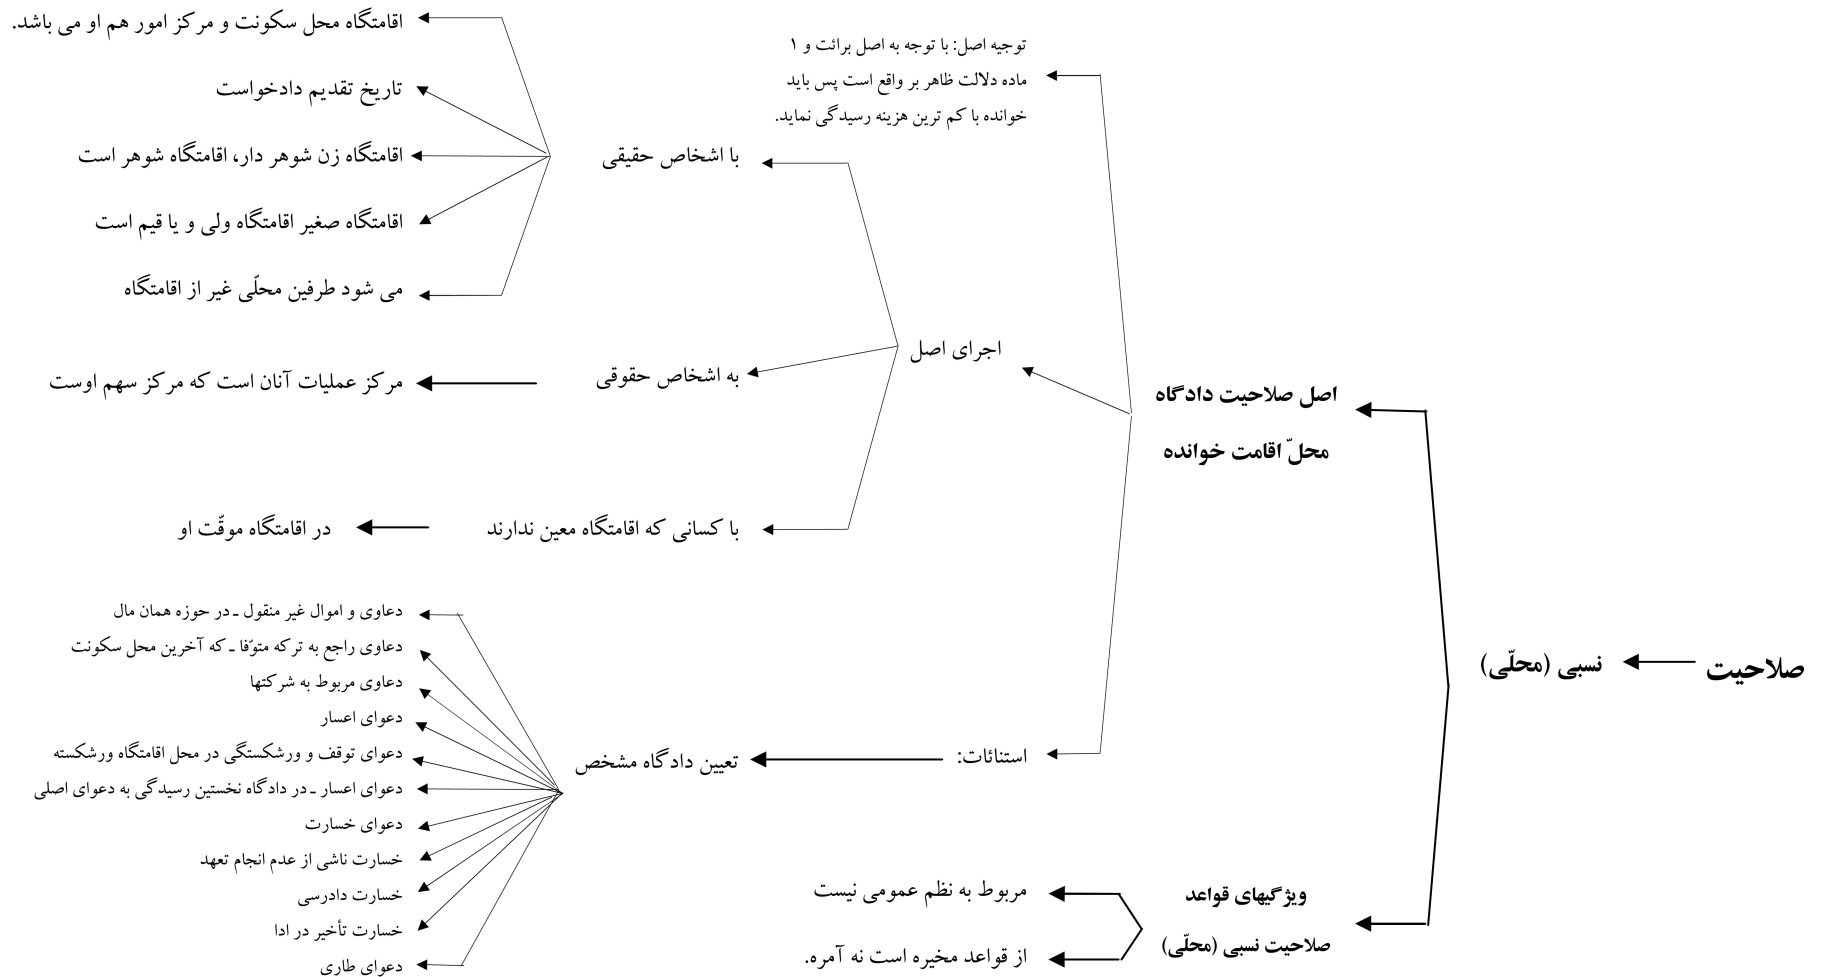 صلاحیت
نسبی (محلّی)
اصل صلاحیت دادگاه
محلّ اقامت خوانده
توجیه اصل: با توجه به اصل برائت و ۱
ماده دلالت ظاهر بر واقع است پس باید
خوانده با کم ترین هزینه رسیدگی نماید.
اجرای اصل
با اشخاص حقیقی
اقامتگاه محل سکونت و مرکز امور هم او می باشد.
تاریخ تقدیم دادخواست
اقامتگاه زن شوهر دار، اقامتگاه شوهر است
اقامتگاه صغیر اقامتگاه ولی و یا قیم است
می شود طرفین محلّی غیر از اقامتگاه
به اشخاص حقوقی
مرکز عملیات آنان است که مرکز سهم اوست
با کسانی که اقامتگاه معین ندارند
در اقامتگاه موقّت او
استنائات:
تعیین دادگاه مشخص
دعاوی و اموال غیر منقول ـ در حوزه همان مال
دعاوی راجع به ترکه متوّفا ـ که آخرین محل سکونت
دعاوی مربوط به شرکتها
دعوای اعسار
دعوای توقف و ورشکستگی در محل اقامتگاه ورشکسته
دعوای اعسار ـ در دادگاه نخستین رسیدگی به دعوای اصلی
دعوای خسارت
خسارت ناشی از عدم انجام تعهد
خسارت دادرسی
خسارت تأخیر در ادا
دعوای طاری
ویژگیهای قواعد
صلاحیت نسبی (محلّی)
مربوط به نظم عمومی نیست
از قواعد مخیره است نه آمره.